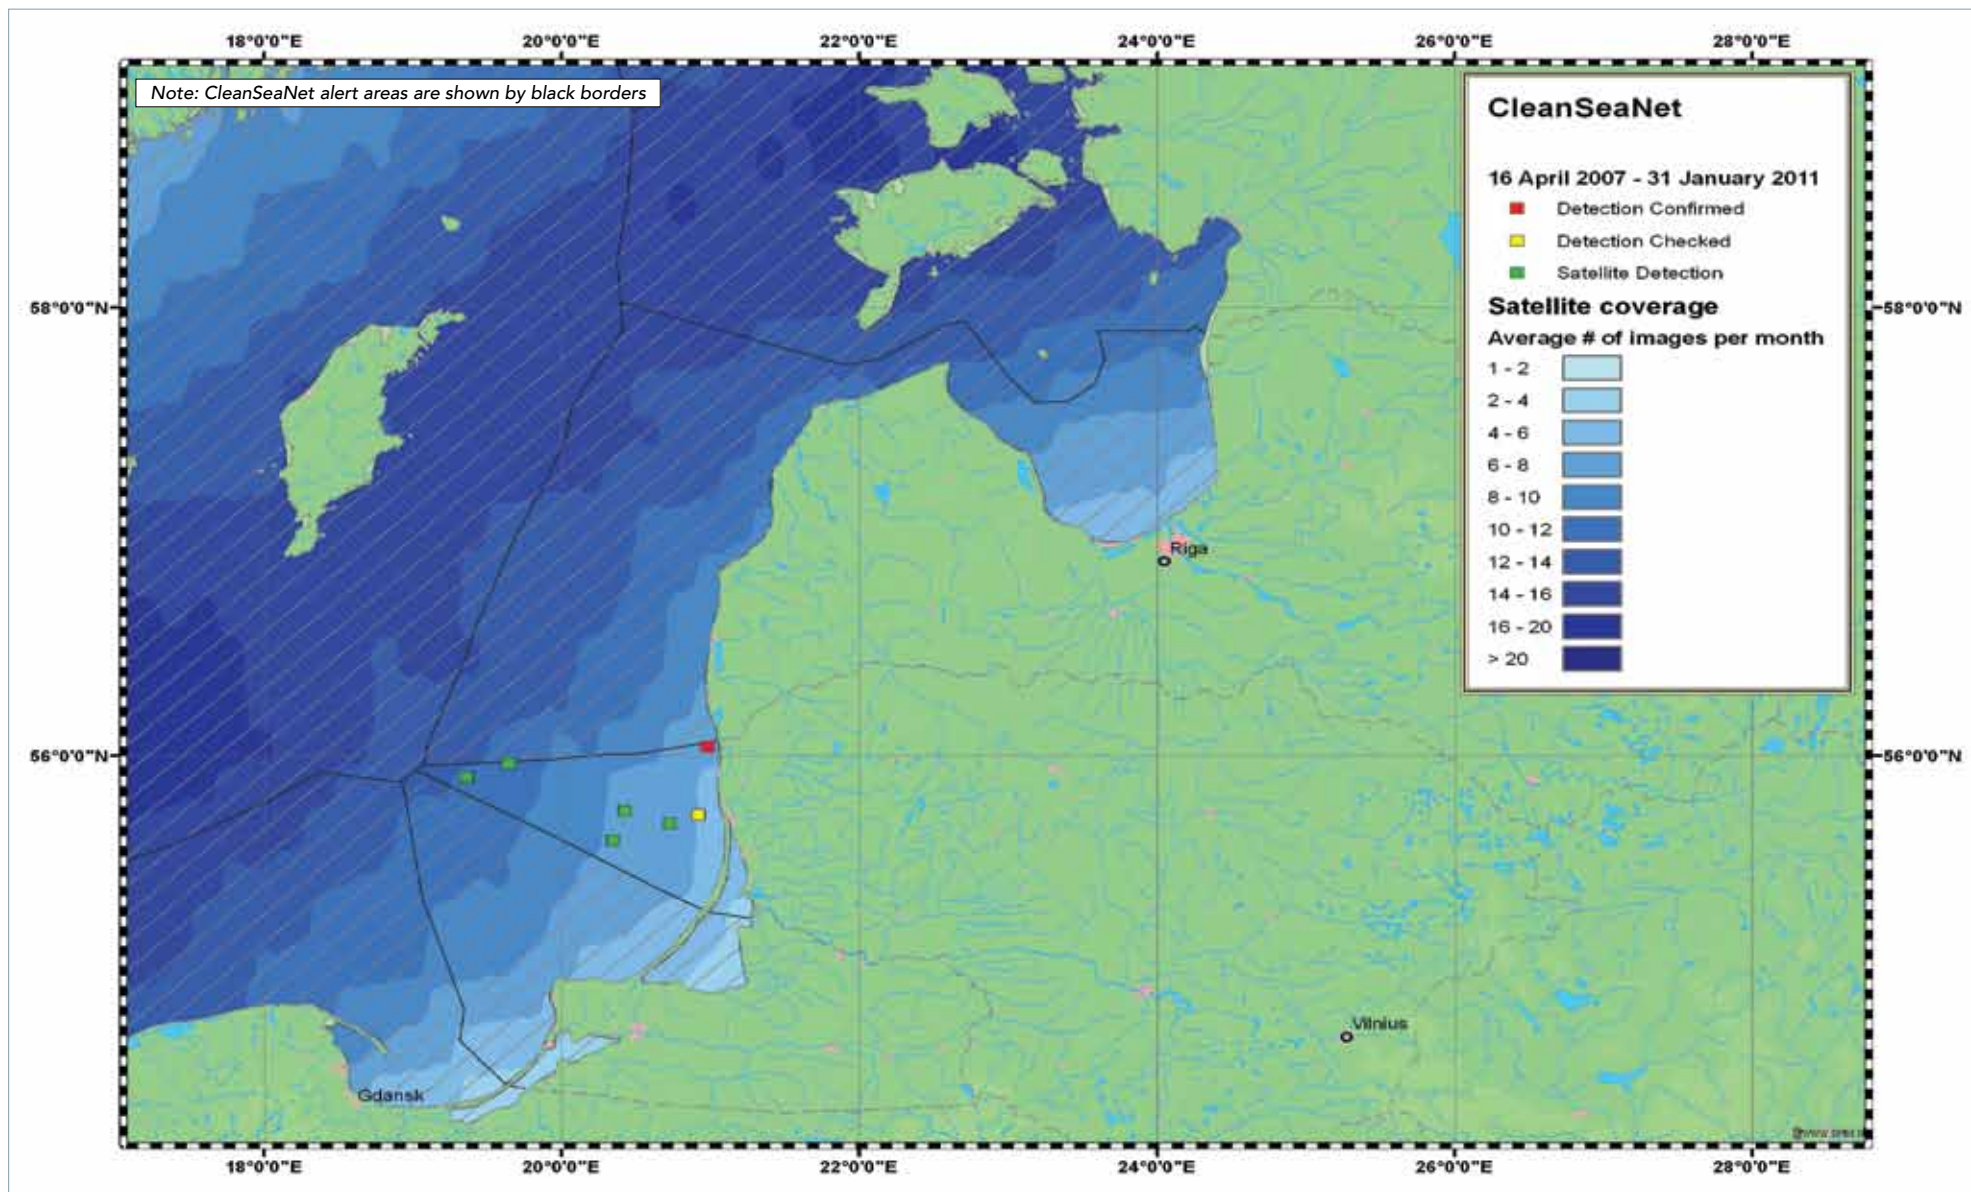 18°0'0"E 20°0'0"E 22°0'0"E 24°0'0"E 26°0'0"E 28°0'0"E
Note: CleanSeaNet alert areas are shown by black borders
CleanSeaNet
16 April 2007 - 31 January 2011
Detection Confirmed
Detection Checked
Satellite Detection
Satellite coverage
Average # of images per month
1 - 2
2 - 4
4 - 6
6 - 8
8 - 10
10 - 12
12 - 14
14 - 16
16 - 20
> 20
58°0'0"N 58°0'0"N
Riga
56°0'0"N 56°0'0"N
Vilnius
Gdansk
18°0'0"E 20°0'0"E 22°0'0"E 24°0'0"E 26°0'0"E 28°0'0"E